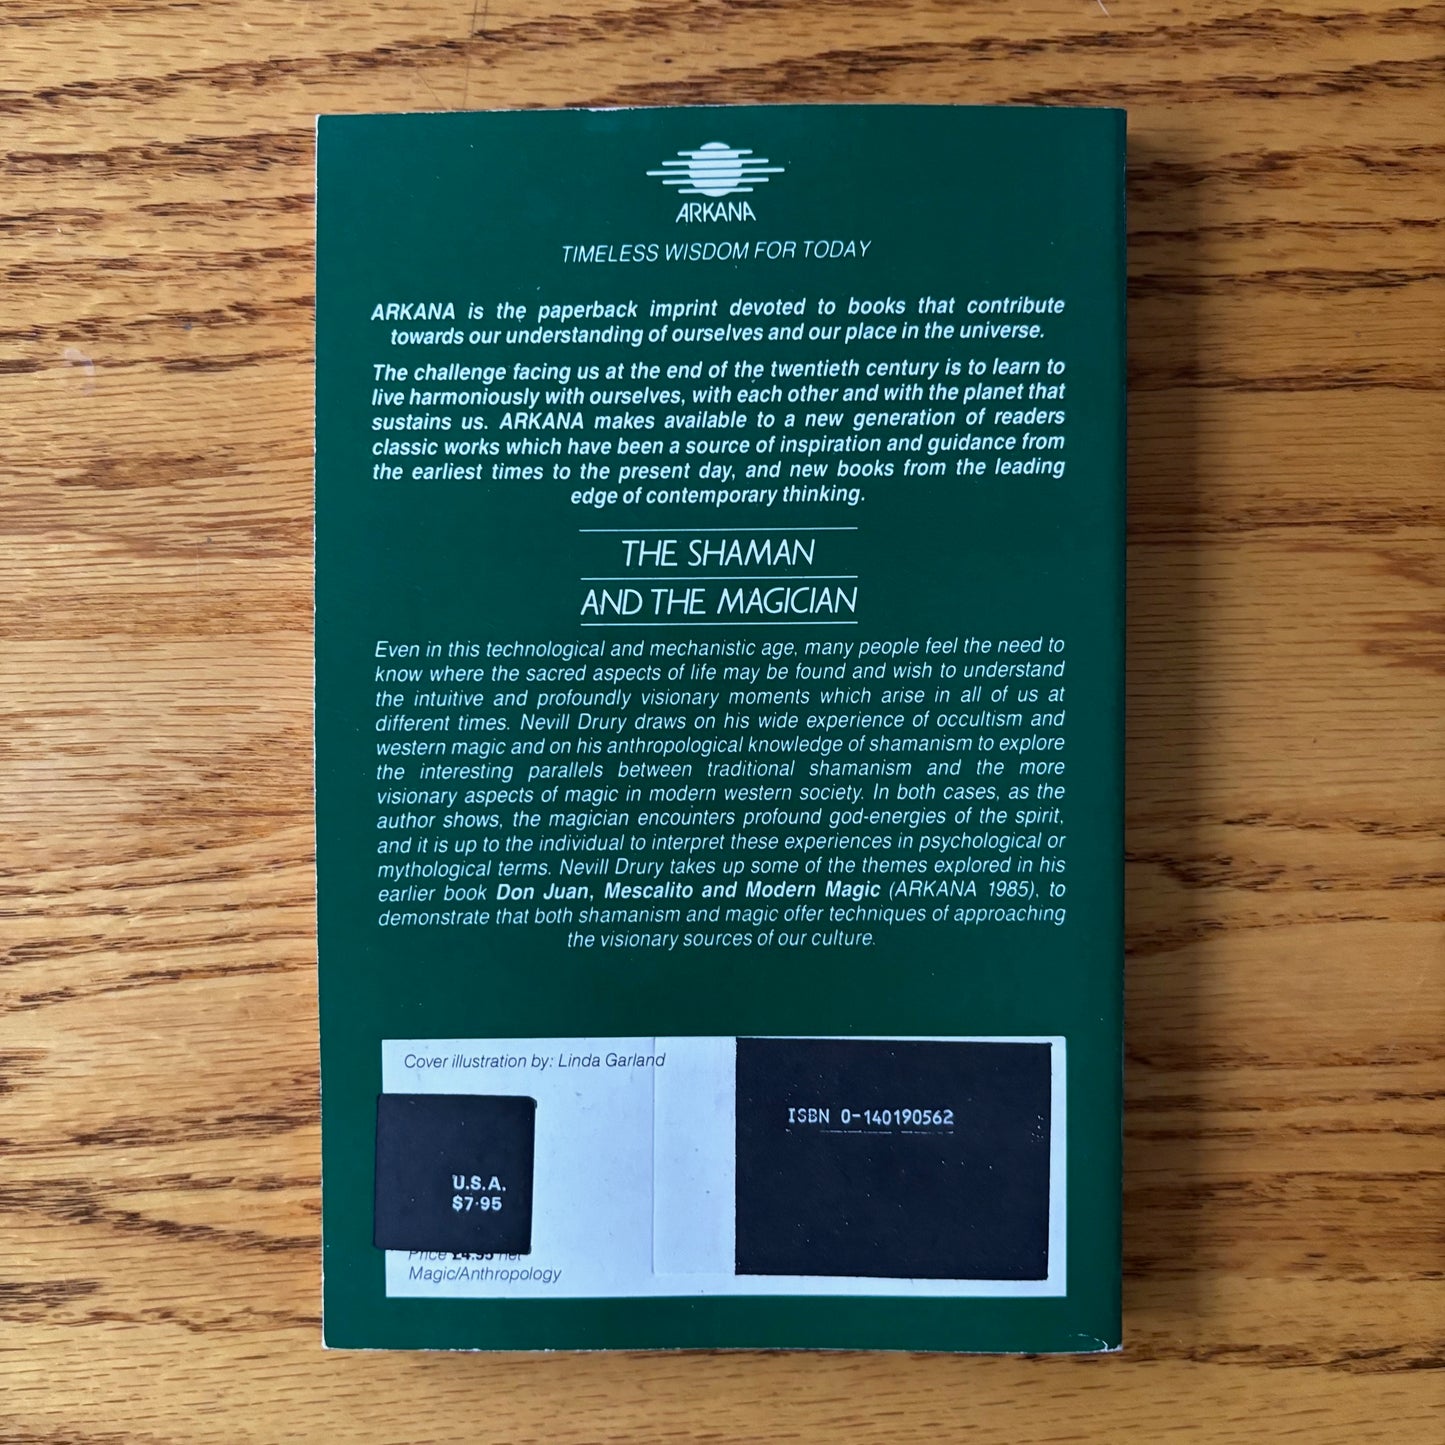 ARKANA
TIMELESS WISDOM FOR TODAY
ARKANA is the paperback imprint devoted to books that contribute
towards our understanding of ourselves and our place in the universe.
The challenge facing us at the end of the twentieth century is to learn to
live harmoniously with ourselves, with each other and with the planet that
sustains us. ARKANA makes available to a new generation of readers
classic works which have been a source of inspiration and guidance from
the earliest times to the present day, and new books from the leading
edge of contemporary thinking.
THE SHAMAN
AND THE MAGICIAN
Even in this technological and mechanistic age, many people feel the need to
know where the sacred aspects of life may be found and wish to understand
the intuitive and profoundly visionary moments which arise in all of us at
different times. Nevill Drury draws on his wide experience of occultism and
western magic and on his anthropological knowledge of shamanism to explore
the interesting parallels between traditional shamanism and the more
visionary aspects of magic in modern western society. In both cases, as the
author shows, the magician encounters profound god-energies of the spirit,
and it is up to the individual to interpret these experiences in psychological or
mythological terms. Nevill Drury takes up some of the themes explored in his
earlier book Don Juan, Mescalito and Modern Magic (ARKANA 1985), to
demonstrate that both shamanism and magic offer techniques of approaching
the visionary sources of our culture.
Cover illustration by: Linda Garland
ISBN 0-140190562
U.S.A.
$7·95
Price £4.95 net
Magic/Anthropology